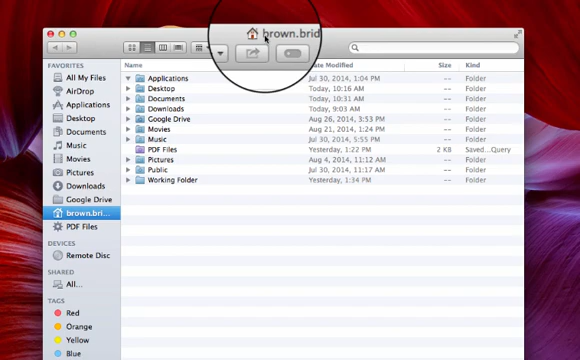 brown.brid
Name Date Modified Size Kind
FAVORITES
All My Files
AirDrop
Applications
Desktop
Documents
Music
Movies
Pictures
Downloads
Google Drive
brown.bri...
PDF Files
DEVICES
Remote Disc
SHARED
All...
TAGS
Red
Orange
Yellow
Blue
Applications Jul 30, 2014, 1:04 PM -- Folder
Desktop Today, 10:16 AM -- Folder
Documents Today, 10:31 AM -- Folder
Downloads Today, 9:03 AM -- Folder
Google Drive Aug 26, 2014, 3:53 PM -- Folder
Movies Aug 21, 2014, 1:24 PM -- Folder
Music Jul 30, 2014, 5:55 PM -- Folder
PDF Files Yesterday, 1:22 PM 2 KB Saved...Query
Pictures Aug 4, 2014, 11:12 AM -- Folder
Public Jul 30, 2014, 11:17 AM -- Folder
Working Folder Yesterday, 1:34 PM -- Folder